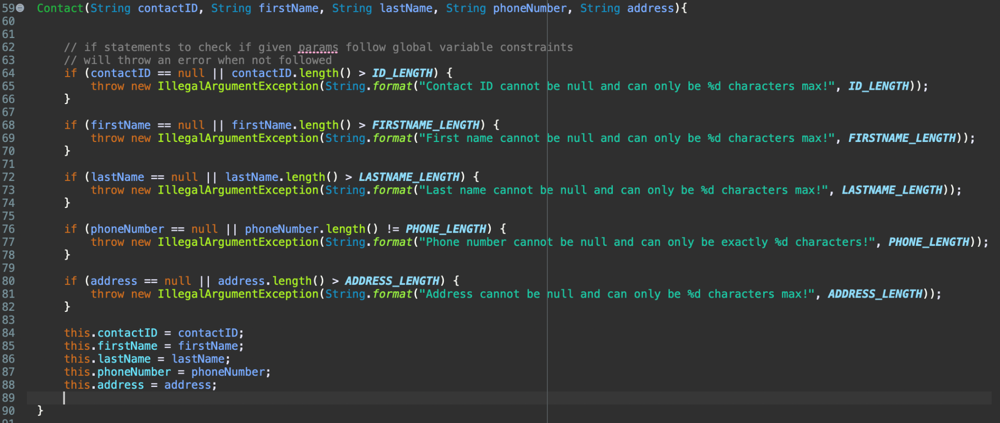 59 Contact(String contactID, String firstName, String lastName, String phoneNumber, String address){
60
61
62 // if statements to check if given params follow global variable constraints
63 // will throw an error when not followed
64 if (contactID == null || contactID.length() > ID_LENGTH) {
65 throw new IllegalArgumentException(String.format("Contact ID cannot be null and can only be %d characters max!", ID_LENGTH));
66 }
67
68 if (firstName == null || firstName.length() > FIRSTNAME_LENGTH) {
69 throw new IllegalArgumentException(String.format("First name cannot be null and can only be %d characters max!", FIRSTNAME_LENGTH));
70 }
71
72 if (lastName == null || lastName.length() > LASTNAME_LENGTH) {
73 throw new IllegalArgumentException(String.format("Last name cannot be null and can only be %d characters max!", LASTNAME_LENGTH));
74 }
75
76 if (phoneNumber == null || phoneNumber.length() != PHONE_LENGTH) {
77 throw new IllegalArgumentException(String.format("Phone number cannot be null and can only be exactly %d characters!", PHONE_LENGTH));
78 }
79
80 if (address == null || address.length() > ADDRESS_LENGTH) {
81 throw new IllegalArgumentException(String.format("Address cannot be null and can only be %d characters max!", ADDRESS_LENGTH));
82 }
83
84 this.contactID = contactID;
85 this.firstName = firstName;
86 this.lastName = lastName;
87 this.phoneNumber = phoneNumber;
88 this.address = address;
89
90 }
91